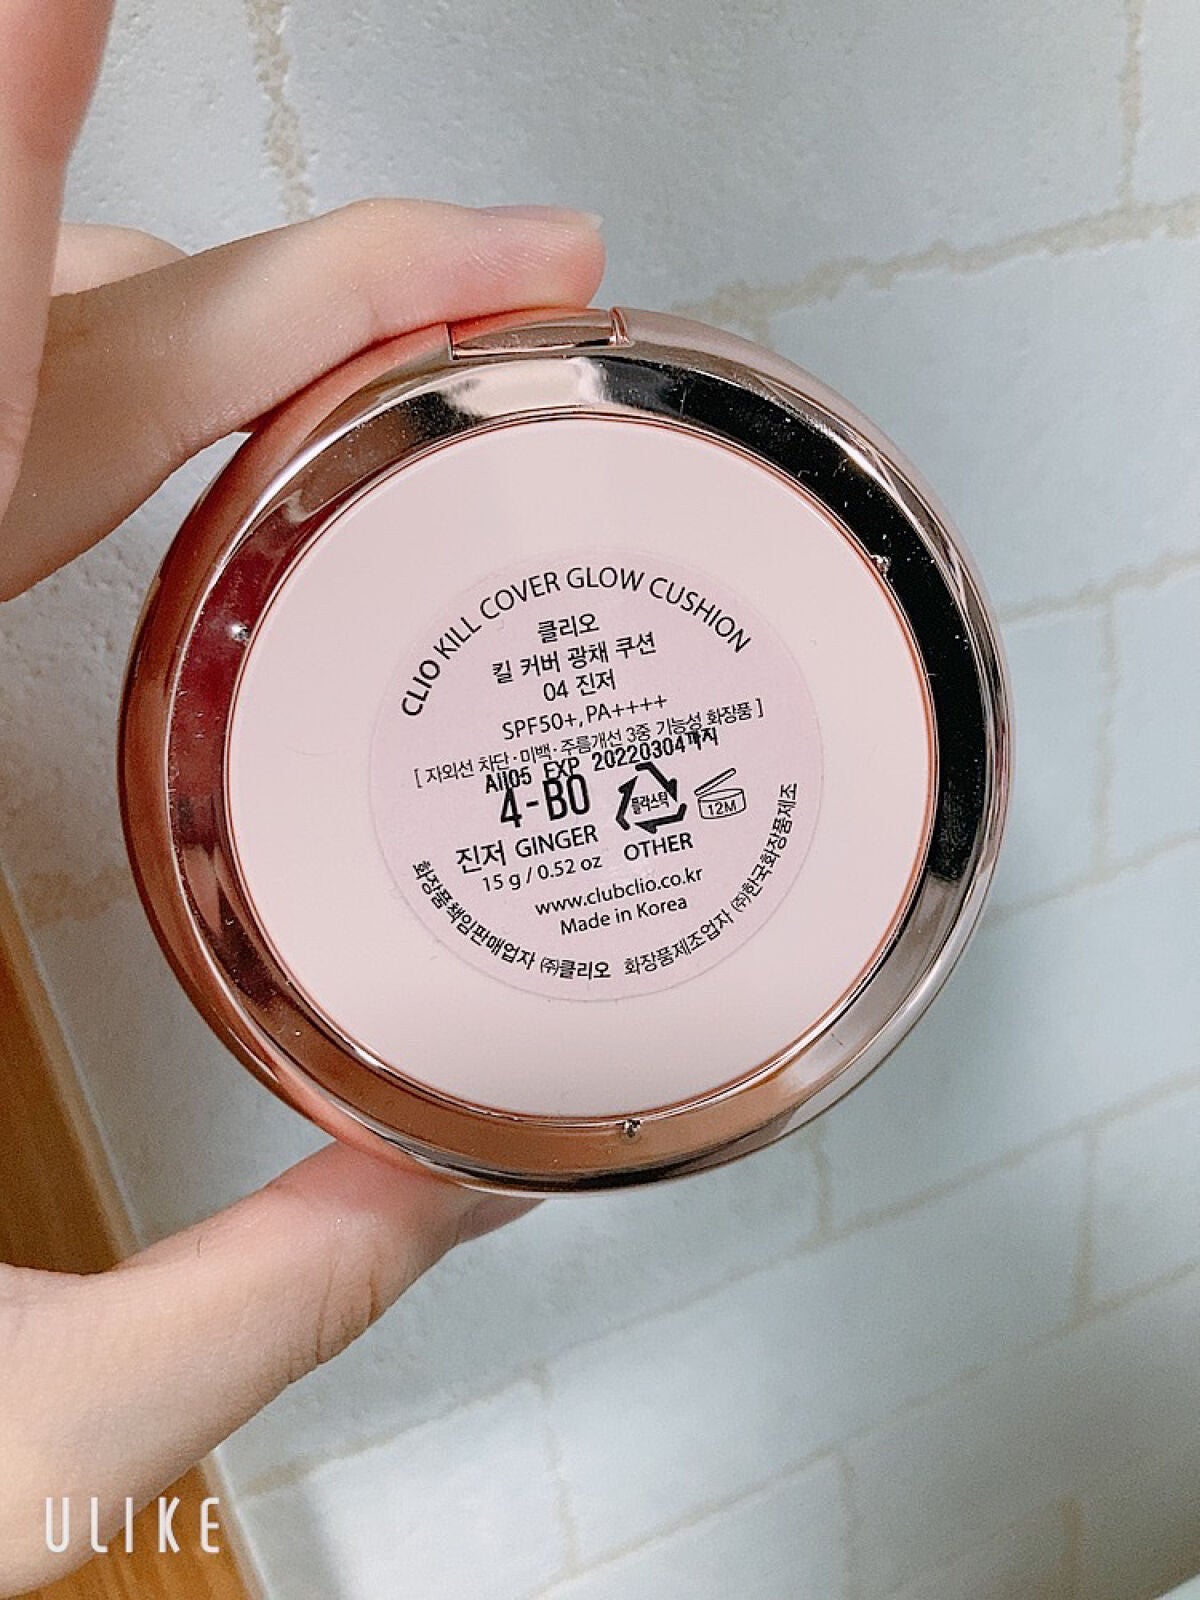 CLIO KILL COVER GLOW CUSHION
클리오
킬 커버 광채 쿠션
04 진저
SPF50+, PA++++
[ 자외선 차단·미백·주름개선 3중 기능성 화장품 ]
AII05 EXP 20220304까지
4-BO
플라스틱
12M
진저 GINGER
OTHER
15 g / 0.52 oz
www.clubclio.co.kr
Made in Korea
화장품책임판매업자 ㈜클리오 화장품제조업자 ㈜한국화장품제조
ULIKE